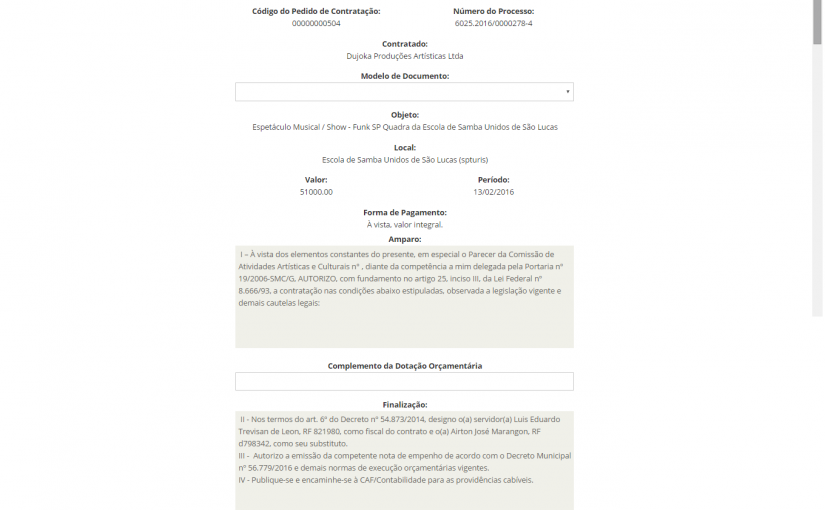 Código do Pedido de Contratação:
00000000504
Número do Processo:
6025.2016/0000278-4
Contratado:
Dujoka Produções Artísticas Ltda
Modelo de Documento:
Objeto:
Espetáculo Musical / Show - Funk SP Quadra da Escola de Samba Unidos de São Lucas
Local:
Escola de Samba Unidos de São Lucas (spturis)
Valor:
51000.00
Período:
13/02/2016
Forma de Pagamento:
À vista, valor integral.
Amparo:
I – À vista dos elementos constantes do presente, em especial o Parecer da Comissão de
Atividades Artísticas e Culturais nº , diante da competência a mim delegada pela Portaria nº
19/2006-SMC/G, AUTORIZO, com fundamento no artigo 25, inciso III, da Lei Federal nº
8.666/93, a contratação nas condições abaixo estipuladas, observada a legislação vigente e
demais cautelas legais:
Complemento da Dotação Orçamentária
Finalização:
II - Nos termos do art. 6º do Decreto nº 54.873/2014, designo o(a) servidor(a) Luis Eduardo
Trevisan de Leon, RF 821980, como fiscal do contrato e o(a) Airton José Marangon, RF
d798342, como seu substituto.
III - Autorizo a emissão da competente nota de empenho de acordo com o Decreto Municipal
nº 56.779/2016 e demais normas de execução orçamentárias vigentes.
IV - Publique-se e encaminhe-se à CAF/Contabilidade para as providências cabíveis.